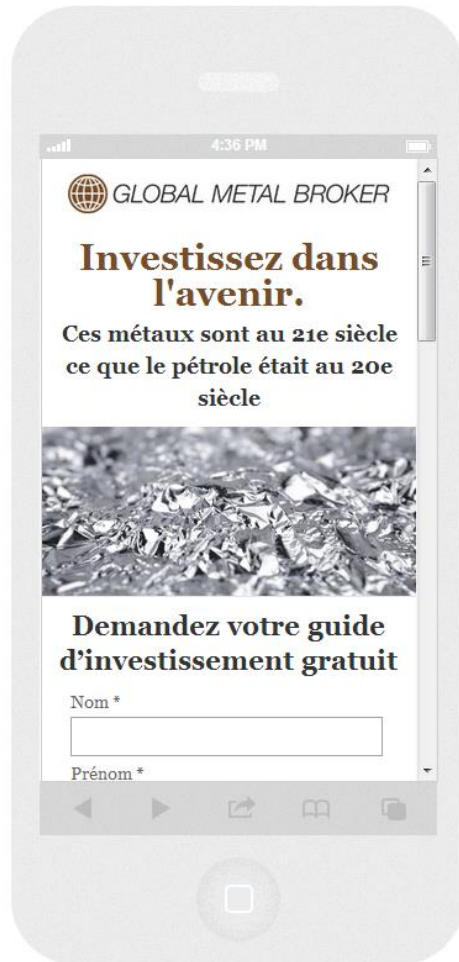 4:36 PM
GLOBAL METAL BROKER
Investissez dans
l'avenir.
Ces métaux sont au 21e siècle
ce que le pétrole était au 20e
siècle
Demandez votre guide
d’investissement gratuit
Nom *
Prénom *